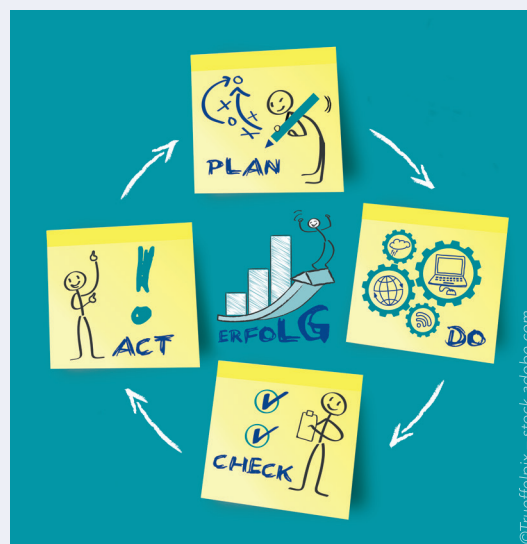 PLAN
DO
CHECK
ACT
ERFOLG
©Trueffelpix - stock.adobe.com